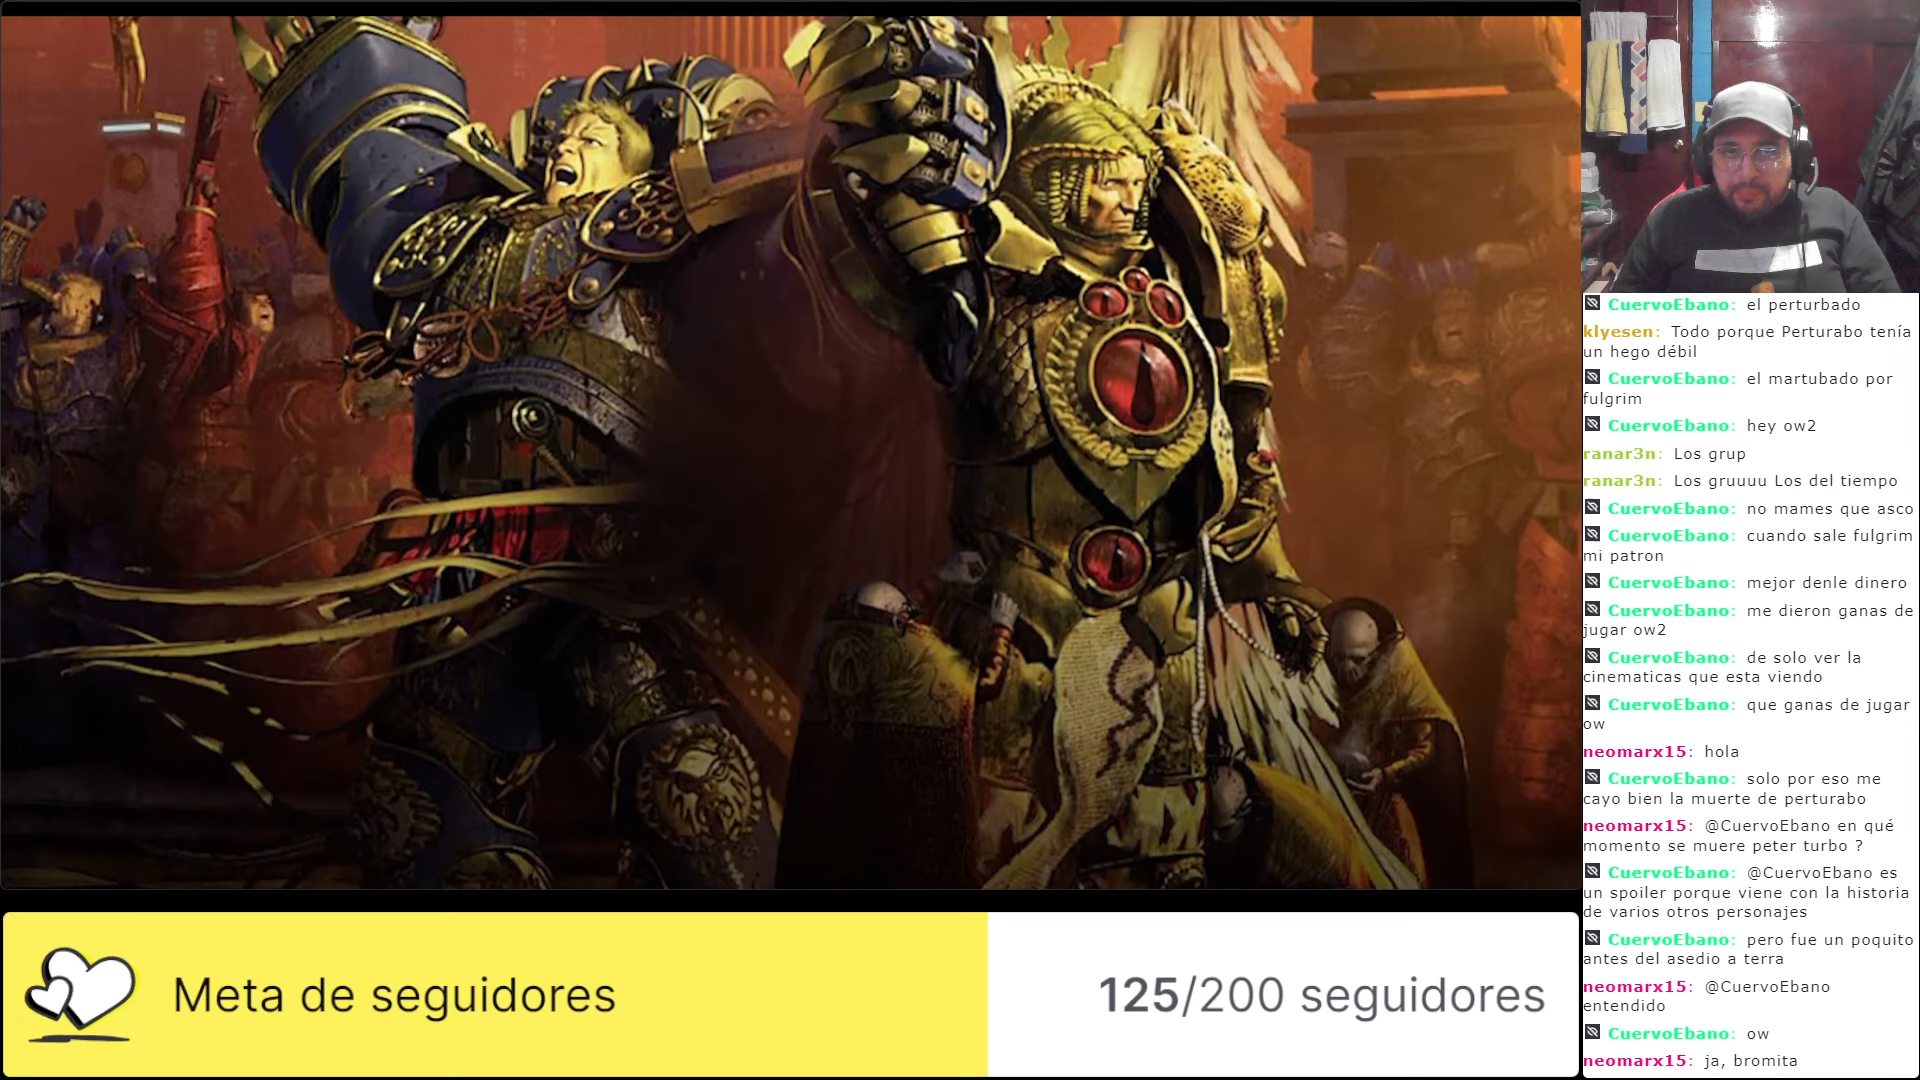 CuervoEbano: el perturbado
klyesen: Todo porque Perturabo tenía
un hego débil
CuervoEbano: el martubado por
fulgrim
CuervoEbano: hey ow2
ranar3n: Los grup
ranar3n: Los gruuuu Los del tiempo
CuervoEbano: no mames que asco
CuervoEbano: cuando sale fulgrim
mi patron
CuervoEbano: mejor denle dinero
CuervoEbano: me dieron ganas de
jugar ow2
CuervoEbano: de solo ver la
cinematicas que esta viendo
CuervoEbano: que ganas de jugar
ow
neomarx15: hola
CuervoEbano: solo por eso me
cayo bien la muerte de perturabo
neomarx15: @CuervoEbano en qué
momento se muere peter turbo ?
CuervoEbano: @CuervoEbano es
un spoiler porque viene con la historia
de varios otros personajes
CuervoEbano: pero fue un poquito
antes del asedio a terra
neomarx15: @CuervoEbano
entendido
CuervoEbano: ow
neomarx15: ja, bromita
Meta de seguidores
125/200 seguidores